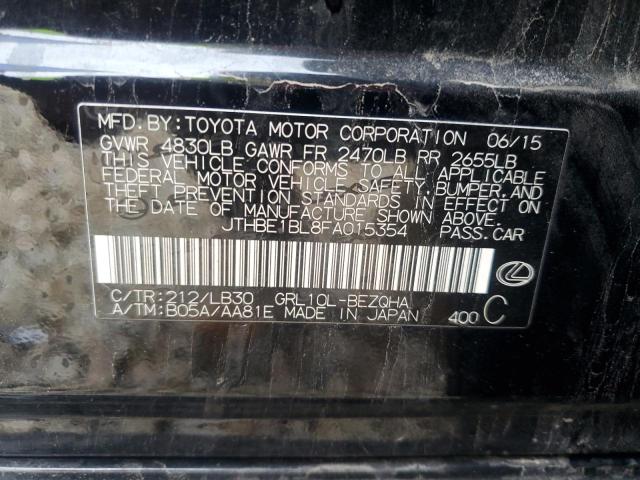 MFD.BY:TOYOTA MOTOR CORPORATION 06/15
GVWR 4830LB GAWR FR 2470LB RR 2655LB
THIS VEHICLE CONFORMS TO ALL APPLICABLE
FEDERAL MOTOR VEHICLE SAFETY, BUMPER, AND
THEFT PREVENTION STANDARDS IN EFFECT ON
THE DATE OF MANUFACTURE SHOWN ABOVE.
JTHBE1BL8FA015354 PASS.CAR
C/TR:212/LB30 GRL10L-BEZQHA
A/TM:B05A/AA81E MADE IN JAPAN 400 C